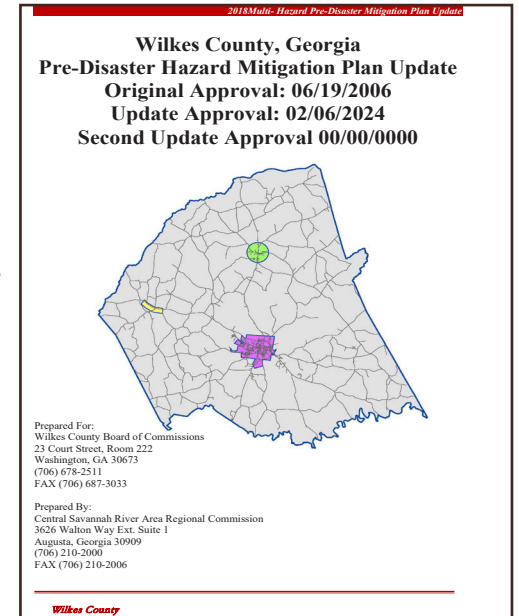 2018Multi- Hazard Pre-Disaster Mitigation Plan Update
Wilkes County, Georgia
Pre-Disaster Hazard Mitigation Plan Update
Original Approval: 06/19/2006
Update Approval: 02/06/2024
Second Update Approval 00/00/0000
Prepared For:
Wilkes County Board of Commissions
23 Court Street, Room 222
Washington, GA 30673
(706) 678-2511
FAX (706) 687-3033
Prepared By:
Central Savannah River Area Regional Commission
3626 Walton Way Ext. Suite 1
Augusta, Georgia 30909
(706) 210-2000
FAX (706) 210-2006
Wilkes County